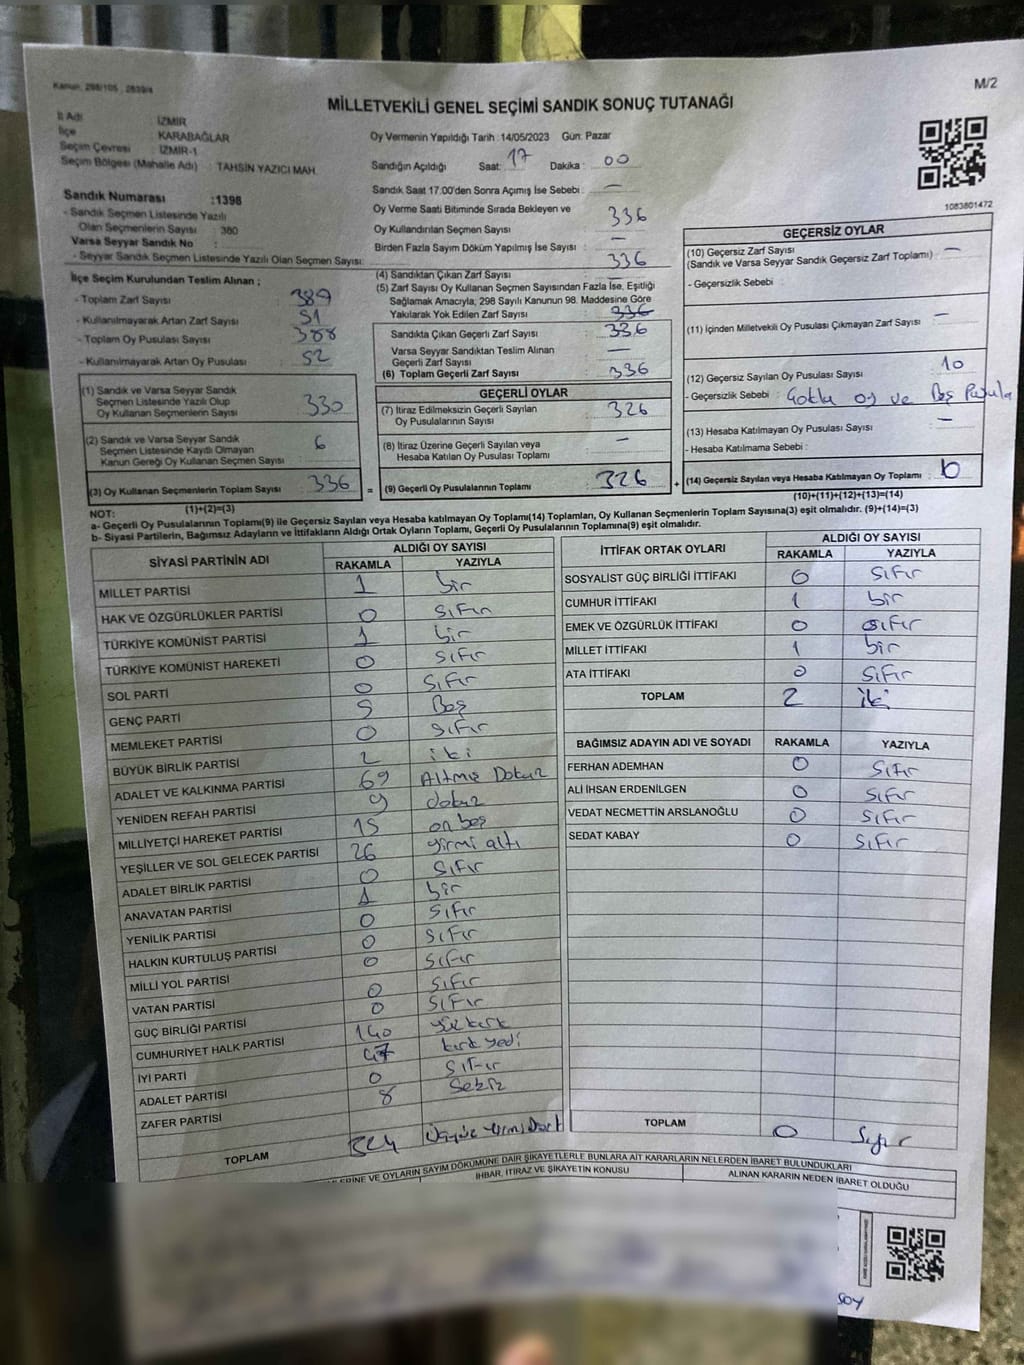 Kanun, 298/105 , 2839/4
M/2
MİLLETVEKİLİ GENEL SEÇİMİ SANDIK SONUÇ TUTANAĞI
İl Adı : İZMİR
İlçe : KARABAĞLAR
Seçim Çevresi : İZMİR-1
Seçim Bölgesi (Mahalle Adı) : TAHSİN YAZICI MAH.
Oy Vermenin Yapıldığı Tarih :14/05/2023 Gün: Pazar
Sandığın Açıldığı Saat: 17 Dakika : 00
Sandık Saat 17:00'den Sonra Açımış İse Sebebi : —
Oy Verme Saati Bitiminde Sırada Bekleyen ve
Oy Kullandırılan Seçmen Sayısı : 336
Birden Fazla Sayım Döküm Yapılmış İse Sayısı : —
Sandık Numarası :1398
- Sandık Seçmen Listesinde Yazılı
Olan Seçmenlerin Sayısı : 380
Varsa Seyyar Sandık No :
- Seyyar Sandık Seçmen Listesinde Yazılı Olan Seçmen Sayısı:
İlçe Seçim Kurulundan Teslim Alınan ;
- Toplam Zarf Sayısı : 387
- Kullanılmayarak Artan Zarf Sayısı : 51
- Toplam Oy Pusulası Sayısı : 388
- Kullanılmayarak Artan Oy Pusulası : 52
(1) Sandık ve Varsa Seyyar Sandık
Seçmen Listesinde Yazılı Olup
Oy Kullanan Seçmenlerin Sayısı : 330
(2) Sandık ve Varsa Seyyar Sandık
Seçmen Listesinde Kayıtlı Olmayan
Kanun Gereği Oy Kullanan Seçmen Sayısı : 6
(3) Oy Kullanan Seçmenlerin Toplam Sayısı : 336
(1)+(2)=(3)
(4) Sandıktan Çıkan Zarf Sayısı : 336
(5) Zarf Sayısı Oy Kullanan Seçmen Sayısından Fazla İse, Eşitliği
Sağlamak Amacıyla, 298 Sayılı Kanunun 98. Maddesine Göre
Yakılarak Yok Edilen Zarf Sayısı : 336
Sandıkta Çıkan Geçerli Zarf Sayısı : 336
Varsa Seyyar Sandıktan Teslim Alınan
Geçerli Zarf Sayısı : —
(6) Toplam Geçerli Zarf Sayısı : 336
GEÇERLİ OYLAR
(7) İtiraz Edilmeksizin Geçerli Sayılan
Oy Pusulalarının Sayısı : 326
(8) İtiraz Üzerine Geçerli Sayılan veya
Hesaba Katılan Oy Pusulası Toplamı : —
= (9) Geçerli Oy Pusulalarının Toplamı : 326
1083801472
GEÇERSİZ OYLAR
(10) Geçersiz Zarf Sayısı : —
(Sandık ve Varsa Seyyar Sandık Geçersiz Zarf Toplamı)
- Geçersizlik Sebebi
(11) İçinden Milletvekili Oy Pusulası Çıkmayan Zarf Sayısı : —
(12) Geçersiz Sayılan Oy Pusulası Sayısı : 10
- Geçersizlik Sebebi : Çoklu oy ve Boş Pusula
(13) Hesaba Katılmayan Oy Pusulası Sayısı : —
- Hesaba Katılmama Sebebi :
+ (14) Geçersiz Sayılan veya Hesaba Katılmayan Oy Toplamı : 10
(10)+(11)+(12)+(13)=(14)
NOT:
a- Geçerli Oy Pusulalarının Toplamı(9) ile Geçersiz Sayılan veya Hesaba katılmayan Oy Toplamı(14) Toplamları, Oy Kullanan Seçmenlerin Toplam Sayısına(3) eşit olmalıdır. (9)+(14)=(3)
b- Siyasi Partilerin, Bağımsız Adayların ve İttifakların Aldığı Ortak Oyların Toplamı, Geçerli Oy Pusulalarının Toplamına(9) eşit olmalıdır.
SİYASİ PARTİNİN ADI ALDIĞI OY SAYISI
RAKAMLA YAZIYLA
MİLLET PARTİSİ 1 bir
HAK VE ÖZGÜRLÜKLER PARTİSİ 0 sıfır
TÜRKİYE KOMÜNİST PARTİSİ 1 bir
TÜRKİYE KOMÜNİST HAREKETİ 0 sıfır
SOL PARTİ 0 sıfır
GENÇ PARTİ 5 Beş
MEMLEKET PARTİSİ 0 sıfır
BÜYÜK BİRLİK PARTİSİ 2 iki
ADALET VE KALKINMA PARTİSİ 69 Altmış Dokuz
YENİDEN REFAH PARTİSİ 9 dokuz
MİLLİYETÇİ HAREKET PARTİSİ 15 on beş
YEŞİLLER VE SOL GELECEK PARTİSİ 26 yirmi altı
ADALET BİRLİK PARTİSİ 0 sıfır
ANAVATAN PARTİSİ 1 bir
YENİLİK PARTİSİ 0 sıfır
HALKIN KURTULUŞ PARTİSİ 0 sıfır
MİLLİ YOL PARTİSİ 0 sıfır
VATAN PARTİSİ 0 sıfır
GÜÇ BİRLİĞİ PARTİSİ 0 sıfır
CUMHURİYET HALK PARTİSİ 140 yüz kırk
İYİ PARTİ 47 kırk yedi
ADALET PARTİSİ 0 sıfır
ZAFER PARTİSİ 8 Sekiz
TOPLAM 324 Üçyüz Yirmi Dört
İTTİFAK ORTAK OYLARI ALDIĞI OY SAYISI
RAKAMLA YAZIYLA
SOSYALİST GÜÇ BİRLİĞİ İTTİFAKI 0 sıfır
CUMHUR İTTİFAKI 1 bir
EMEK VE ÖZGÜRLÜK İTTİFAKI 0 sıfır
MİLLET İTTİFAKI 1 bir
ATA İTTİFAKI 0 sıfır
TOPLAM 2 iki
BAĞIMSIZ ADAYIN ADI VE SOYADI RAKAMLA YAZIYLA
FERHAN ADEMHAN 0 sıfır
ALİ İHSAN ERDENİLGEN 0 sıfır
VEDAT NECMETTİN ARSLANOĞLU 0 sıfır
SEDAT KABAY 0 sıfır
TOPLAM 0 Sıfır
ERİNE VE OYLARIN SAYIM DÖKÜMÜNE DAİR ŞİKAYETLERLE BUNLARA AİT KARARLARIN NELERDEN İBARET BULUNDUKLARI
İHBAR, İTİRAZ VE ŞİKAYETİN KONUSU ALINAN KARARIN NEDEN İBARET OLDUĞU
SOY